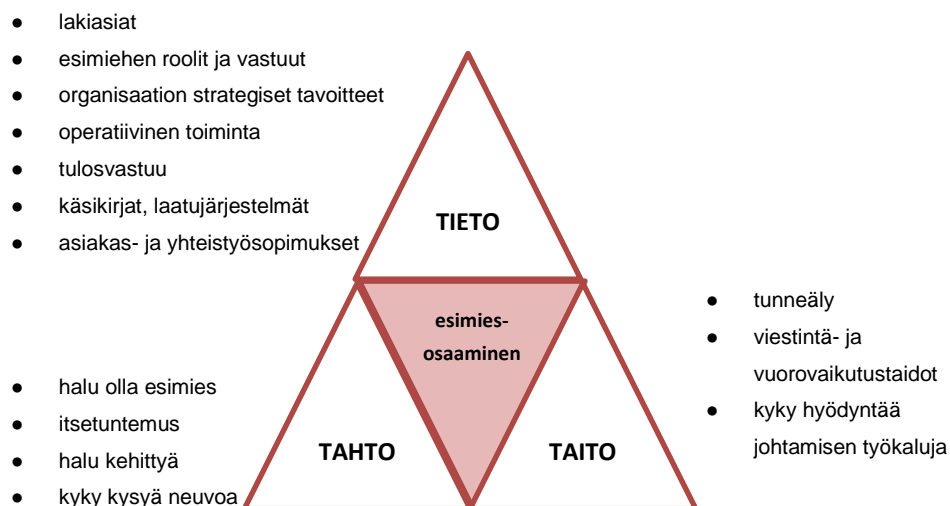 ● lakiasiat
● esimiehen roolit ja vastuut
● organisaation strategiset tavoitteet
● operatiivinen toiminta
● tulosvastuu
● käsikirjat, laatujärjestelmät
● asiakas- ja yhteistyösopimukset
TIETO
esimies-
osaaminen
● halu olla esimies
● itsetuntemus
● halu kehittyä
● kyky kysyä neuvoa
TAHTO
TAITO
● tunneäly
● viestintä- ja
vuorovaikutustaidot
● kyky hyödyntää
johtamisen työkaluja